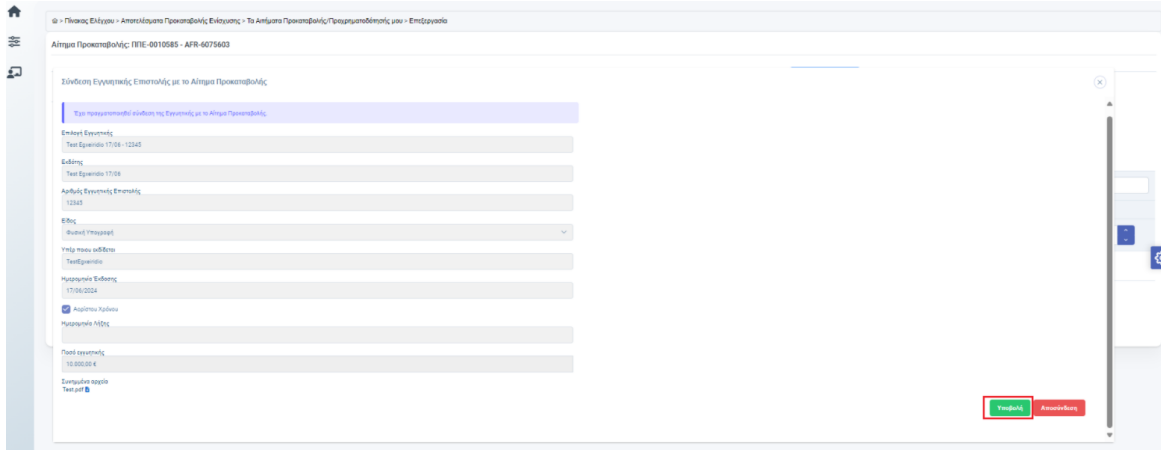 > Πίνακας Ελέγχου > Αποτελέσματα Προκαταβολής Ενίσχυσης > Τα Αιτήματα Προκαταβολής/Προχρηματοδότησής μου > Επεξεργασία
Αίτημα Προκαταβολής: ΠΠΕ-0010585 - AFR-6075603
Σύνδεση Εγγυητικής Επιστολής με το Αίτημα Προκαταβολής
Έχει πραγματοποιηθεί σύνδεση της Εγγυητικής με το Αίτημα Προκαταβολής.
Επιλογή Εγγυητικής
Test Egxeiridio 17/06 - 12345
Εκδότης
Test Egxeiridio 17/06
Αριθμός Εγγυητικής Επιστολής
12345
Είδος
Φυσική Υπογραφή
Υπέρ ποιου εκδίδεται
TestEgxeiridio
Ημερομηνία Έκδοσης
17/06/2024
Αορίστου Χρόνου
Ημερομηνία Λήξης
Ποσό εγγυητικής
10.000,00 €
Συνημμένα αρχεία
Test.pdf
Υποβολή Αποσύνδεση